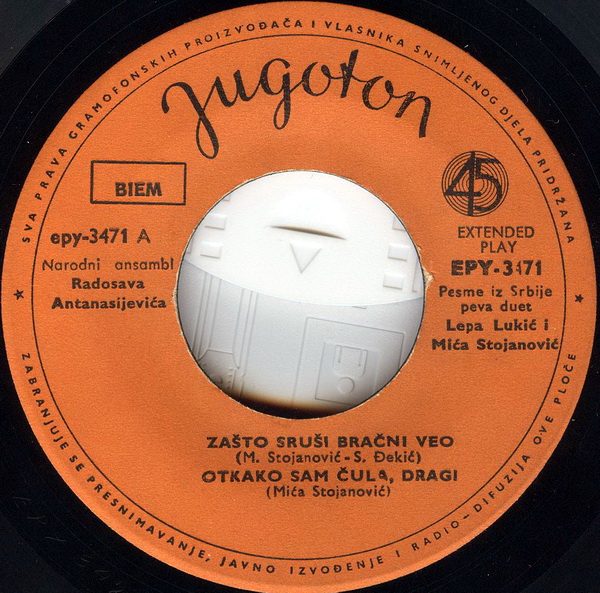 SVA PRAVA GRAMOFONSKIH PROIZVOĐAČA I VLASNIKA SNIMLJENOG DJELA PRIDRŽANA
Jugoton
BIEM
45
epy-3471 A
EXTENDED
PLAY
EPY-3471
Narodni ansambl
Radosava
Antanasijevića
Pesme iz Srbije
peva duet
Lepa Lukić i
Mića Stojanović
ZAŠTO SRUŠI BRAČNI VEO
(M. Stojanović-S. Đekić)
OTKAKO SAM ČULA, DRAGI
(Mića Stojanović)
ZABRANJUJE SE PRESNIMAVANJE, JAVNO IZVOĐENJE I RADIO-DIFUZIJA OVE PLOČE